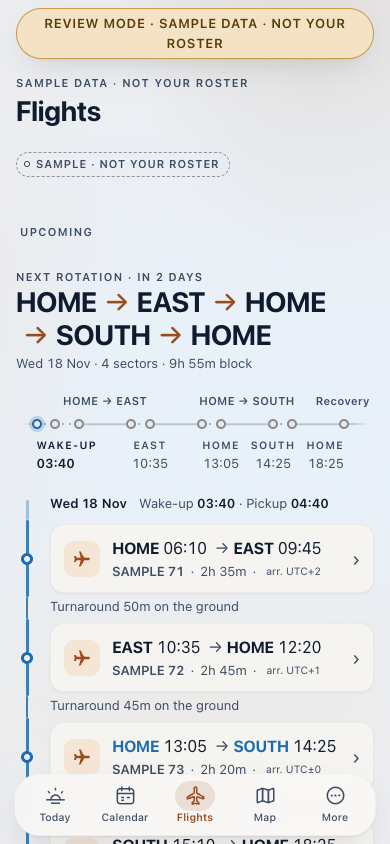 REVIEW MODE · SAMPLE DATA · NOT YOUR
ROSTER
SAMPLE DATA · NOT YOUR ROSTER
Flights
SAMPLE · NOT YOUR ROSTER
UPCOMING
NEXT ROTATION · IN 2 DAYS
HOME → EAST → HOME
→ SOUTH → HOME
Wed 18 Nov · 4 sectors · 9h 55m block
HOME → EAST HOME → SOUTH Recovery
WAKE-UP EAST HOME SOUTH HOME
03:40 10:35 13:05 14:25 18:25
Wed 18 Nov Wake-up 03:40 · Pickup 04:40
HOME 06:10 → EAST 09:45
SAMPLE 71 · 2h 35m · arr. UTC+2
Turnaround 50m on the ground
EAST 10:35 → HOME 12:20
SAMPLE 72 · 2h 45m · arr. UTC+1
Turnaround 45m on the ground
HOME 13:05 → SOUTH 14:25
SAMPLE 73 · 2h 20m · arr. UTC±0
Today Calendar Flights Map More